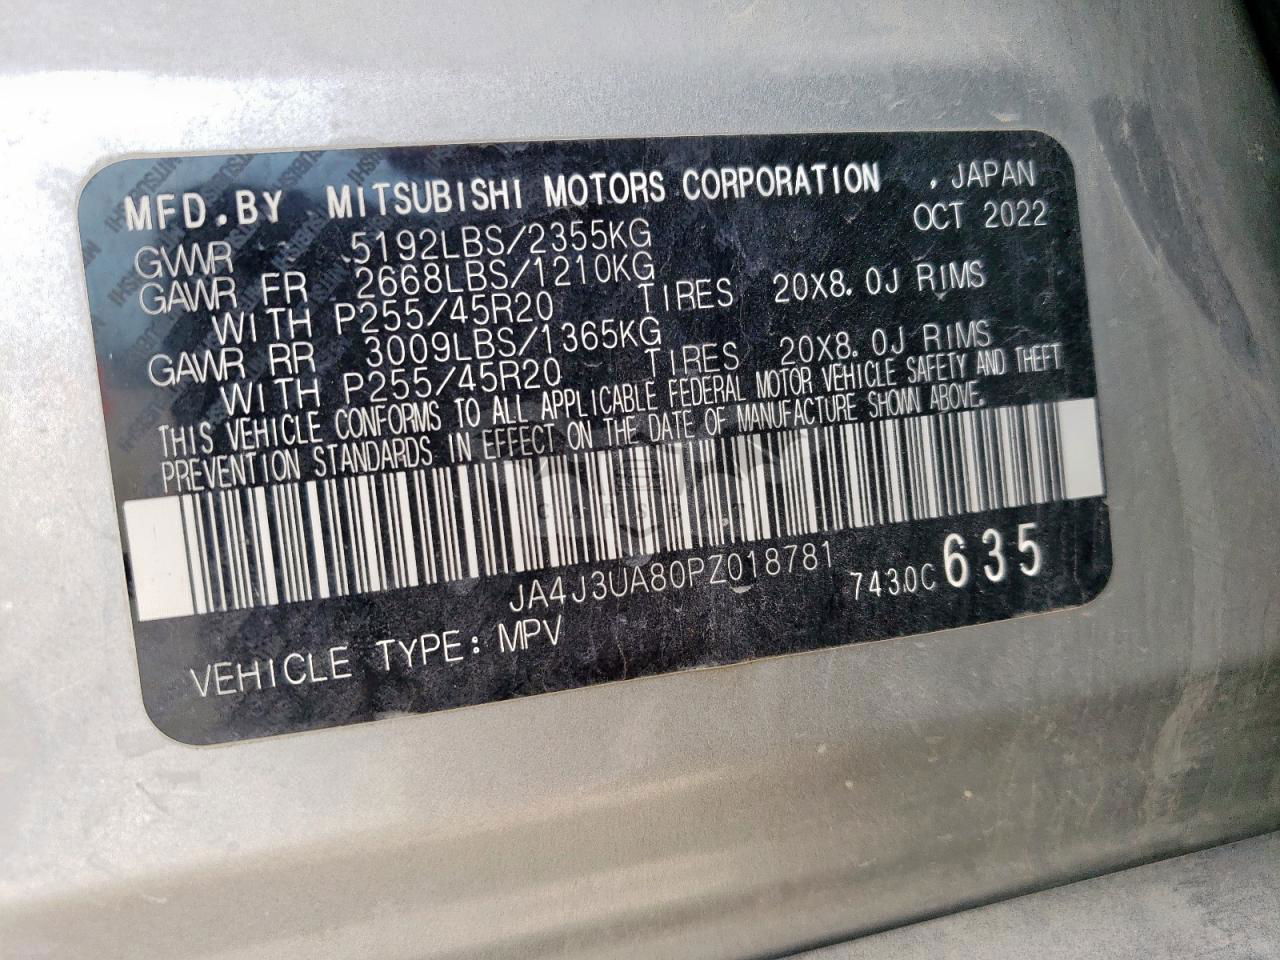 MFD.BY MITSUBISHI MOTORS CORPORATION , JAPAN
OCT 2022
GVWR 5192LBS/2355KG
GAWR FR 2668LBS/1210KG
WITH P255/45R20 TIRES 20X8.0J RIMS
GAWR RR 3009LBS/1365KG
WITH P255/45R20 TIRES 20X8.0J RIMS
THIS VEHICLE CONFORMS TO ALL APPLICABLE FEDERAL MOTOR VEHICLE SAFETY AND THEFT
PREVENTION STANDARDS IN EFFECT ON THE DATE OF MANUFACTURE SHOWN ABOVE.
JA4J3UA80PZ018781 743.0C 635
VEHICLE TYPE: MPV